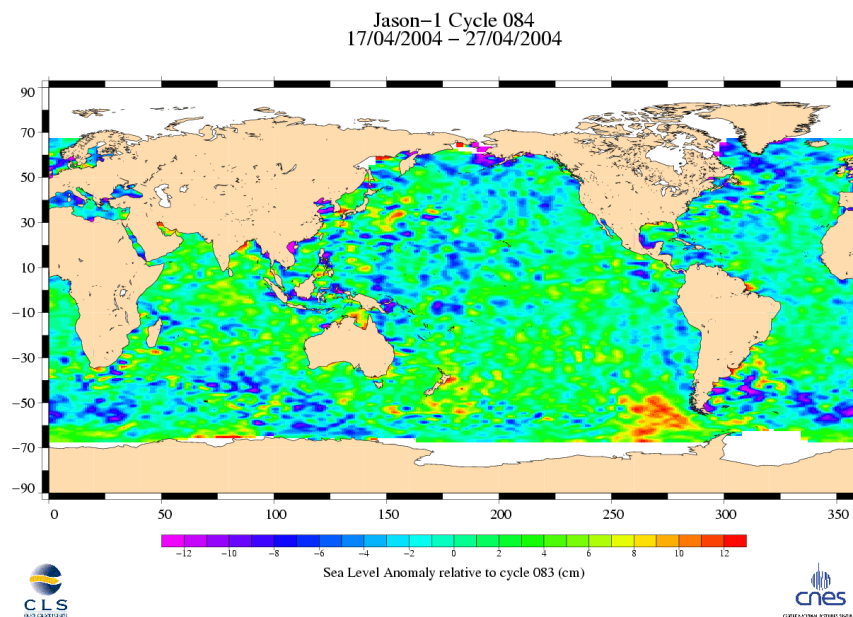 Jason−1 Cycle 084
17/04/2004 − 27/04/2004
90
70
50
30
10
−10
−30
−50
−70
−90
0 50 100 150 200 250 300 350
−12 −10 −8 −6 −4 −2 0 2 4 6 8 10 12
Sea Level Anomaly relative to cycle 083 (cm)
CLS
cnes